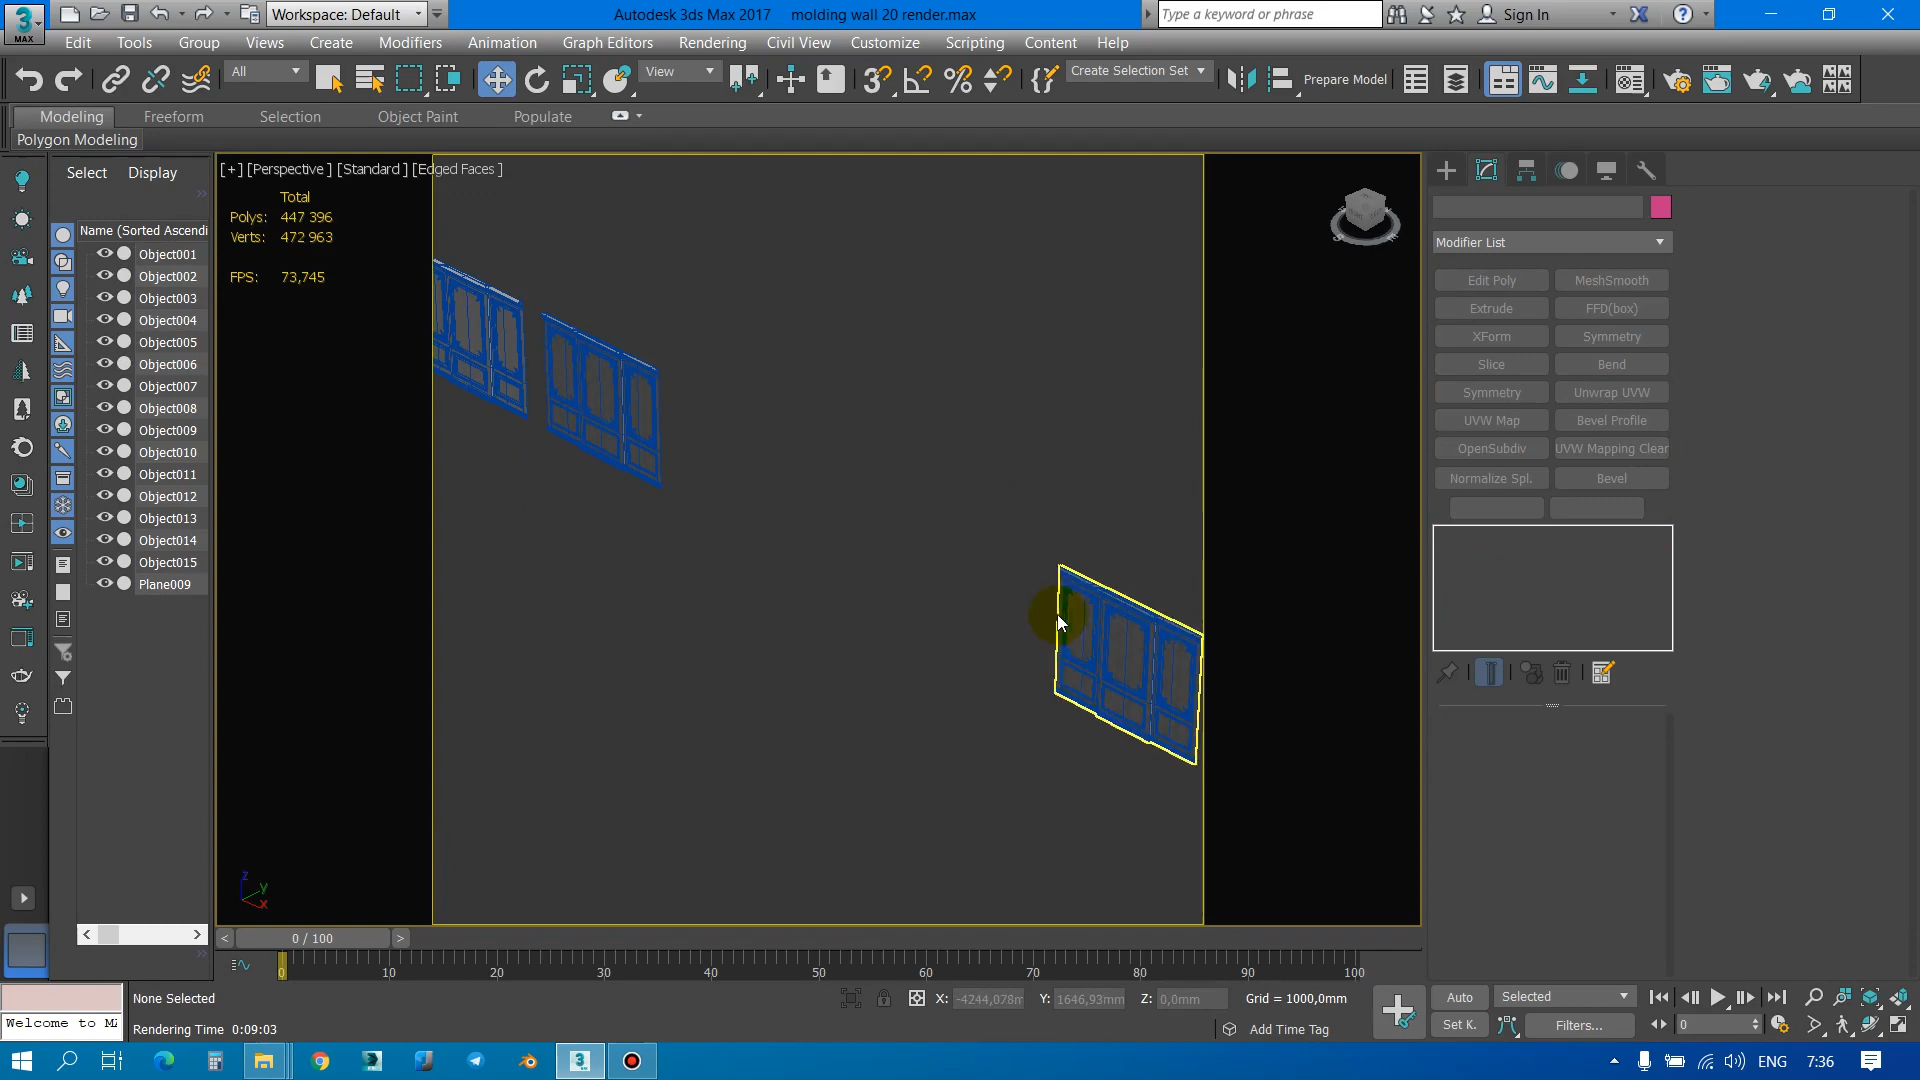 3
MAX
Workspace: Default
Autodesk 3ds Max 2017 molding wall 20 render.max
Type a keyword or phrase
Sign In
Edit Tools Group Views Create Modifiers Animation Graph Editors Rendering Civil View Customize Scripting Content Help
All
View
Create Selection Set
Prepare Model
Modeling Freeform Selection Object Paint Populate
Polygon Modeling
Select Display
Name (Sorted Ascendi
Object001
Object002
Object003
Object004
Object005
Object006
Object007
Object008
Object009
Object010
Object011
Object012
Object013
Object014
Object015
Plane009
[+] [Perspective ] [Standard ] [Edged Faces ]
Total
Polys: 447 396
Verts: 472 963
FPS: 73,745
z
y
x
Modifier List
Edit Poly MeshSmooth
Extrude FFD(box)
XForm Symmetry
Slice Bend
Symmetry Unwrap UVW
UVW Map Bevel Profile
OpenSubdiv UVW Mapping Clear
Normalize Spl. Bevel
< 0 / 100 >
0 10 20 30 40 50 60 70 80 90 100
None Selected
X: -4244,078m Y: 1646,93mm Z: 0,0mm Grid = 1000,0mm
Auto Selected
Welcome to MA
Rendering Time 0:09:03
Add Time Tag
Set K. Filters... 0
ENG 7:36